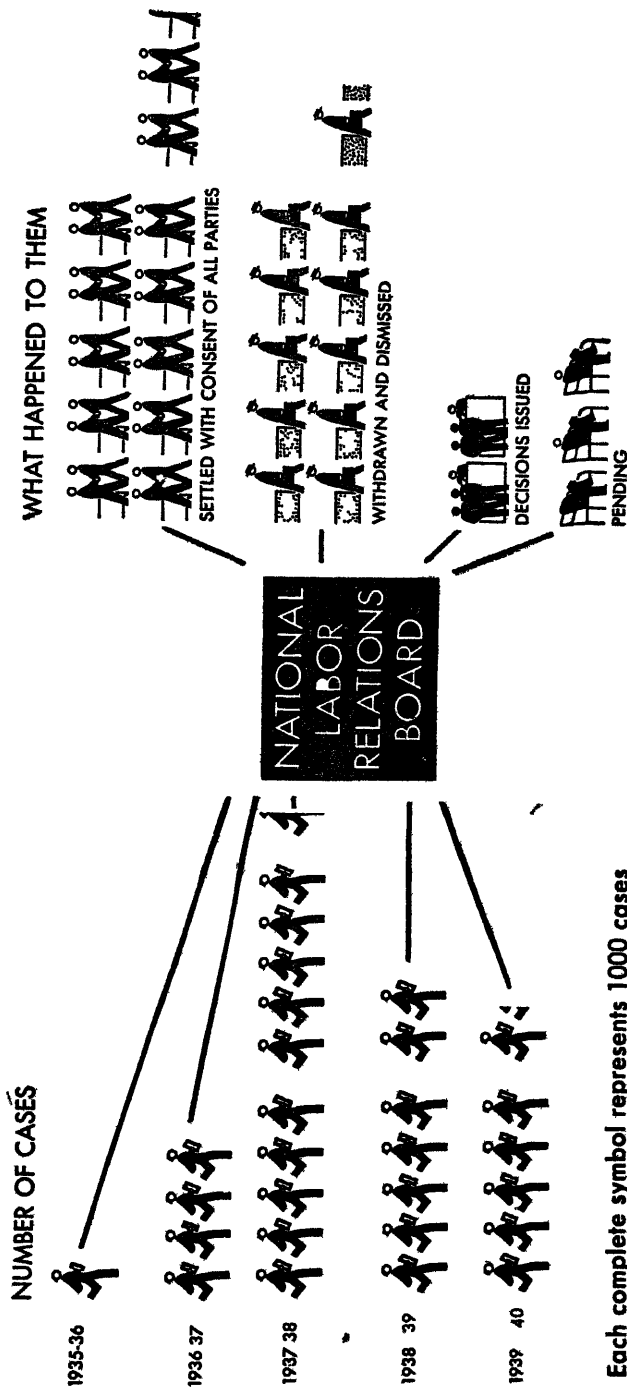 NUMBER OF CASES
1935-36
1936 37
1937 38
1938 39
1939 40
Each complete symbol represents 1000 cases
NATIONAL
LABOR
RELATIONS
BOARD
WHAT HAPPENED TO THEM
SETTLED WITH CONSENT OF ALL PARTIES
WITHDRAWN AND DISMISSED
DECISIONS ISSUED
PENDING